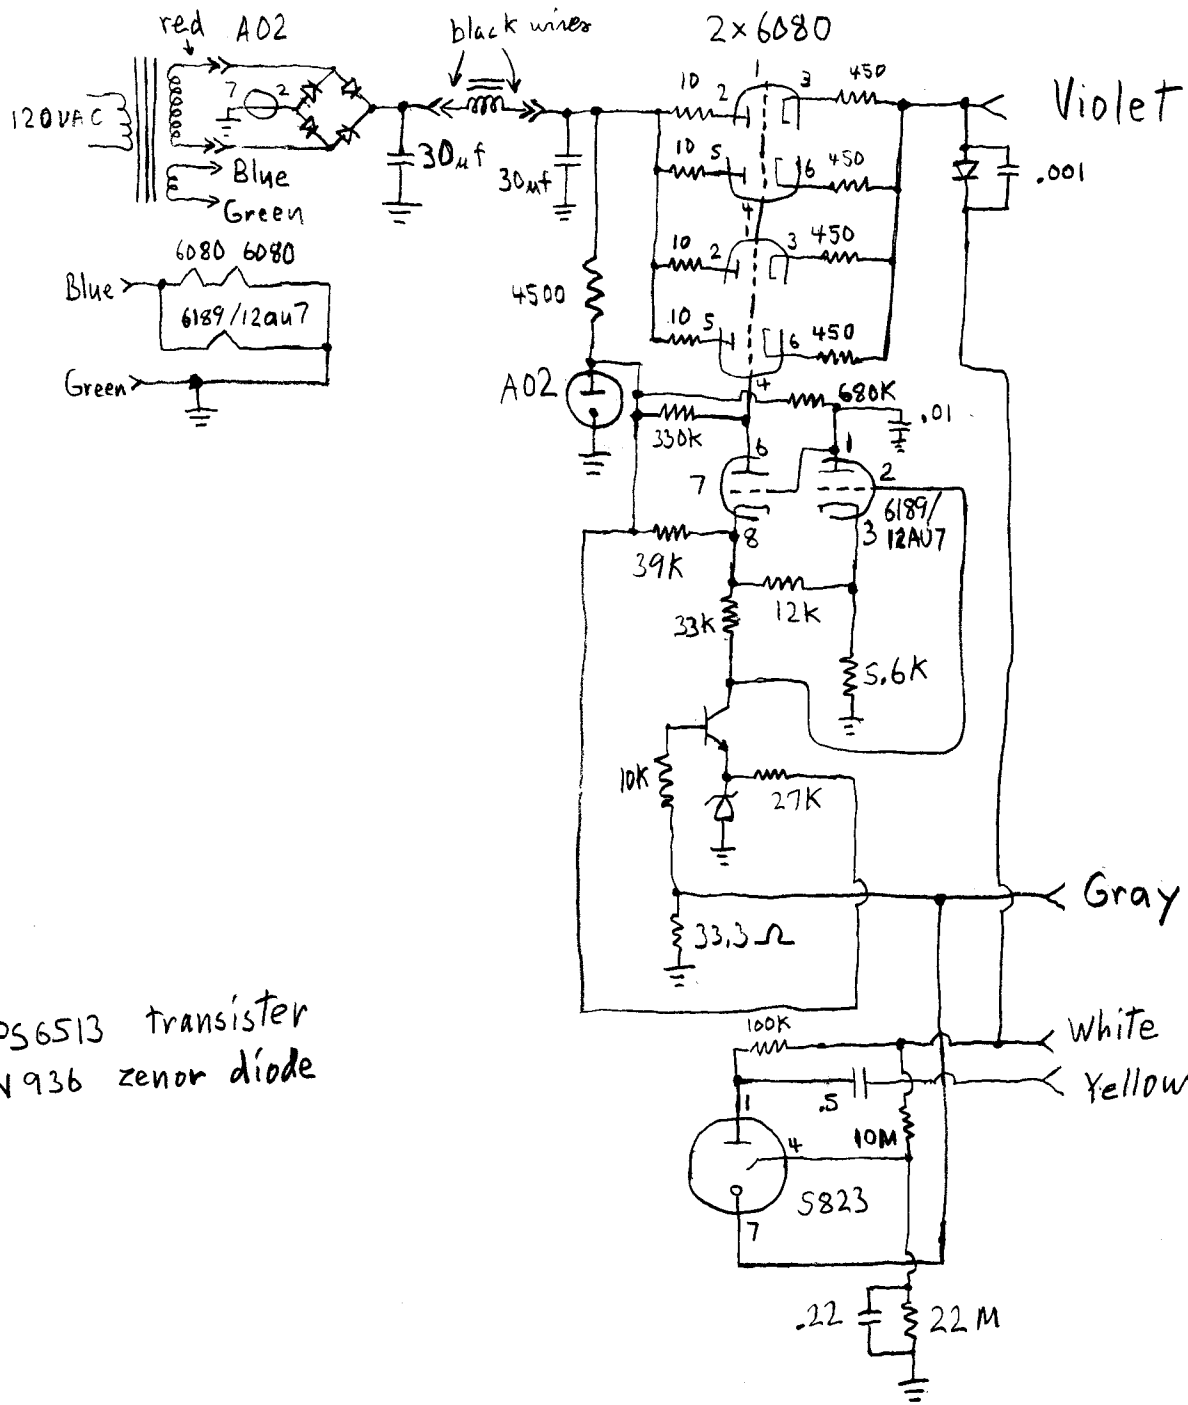 red A02
black wires
2×6080
120VAC
7 2
30µf
30µf
Blue
Green
10 2 3 450
Violet
10 5 6 450
.001
4
10 2 3 450
10 5 6 450
4
6080 6080
Blue
6189/12au7
Green
4500
A02
680K
.01
330K
6 1
7 2
6189/
12AU7
8 3
39K
12K
33K
5.6K
10K
27K
Gray
33.3Ω
PS6513 transister
936 zenor diode
100K
White
Yellow
.5
1
10M
4
S823
7
.22 22M